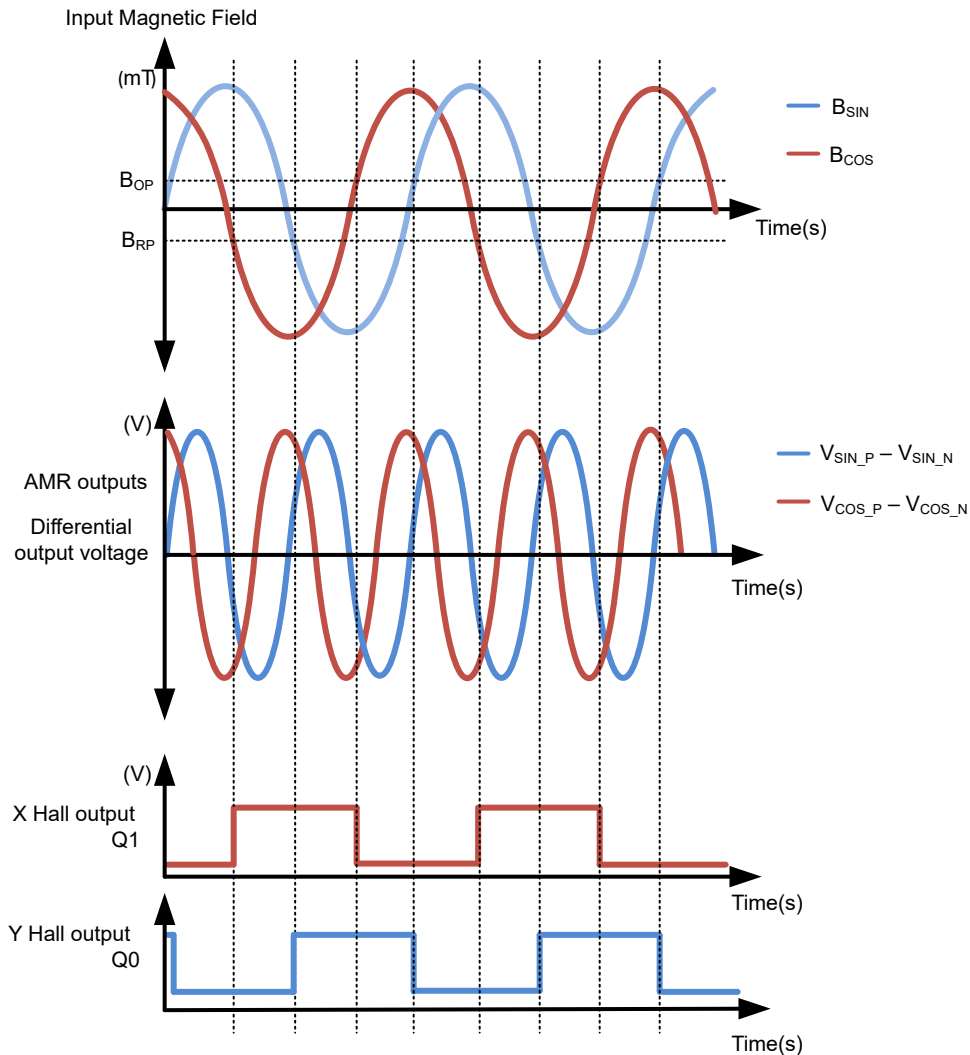 Input Magnetic Field
(mT)
B_SIN
B_COS
B_OP
B_RP
Time(s)
(V)
AMR outputs
Differential
output voltage
V_SIN_P – V_SIN_N
V_COS_P – V_COS_N
Time(s)
(V)
X Hall output
Q1
Time(s)
Y Hall output
Q0
Time(s)